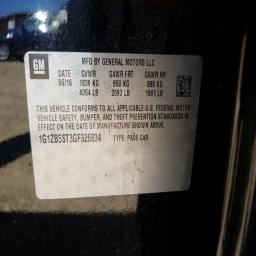 GM
MFG BY GENERAL MOTORS LLC
DATE GVWR GAWR FRT GAWR RR
06/16 1839 KG 950 KG 889 KG
4054 LB 2093 LB 1961 LB
THIS VEHICLE CONFORMS TO ALL APPLICABLE U.S. FEDERAL MOTOR
VEHICLE SAFETY, BUMPER, AND THEFT PREVENTION STANDARDS
IN EFFECT ON THE DATE OF MANUFACTURE SHOWN ABOVE.
1G1ZB5ST3GF326834
TYPE: PASS CAR